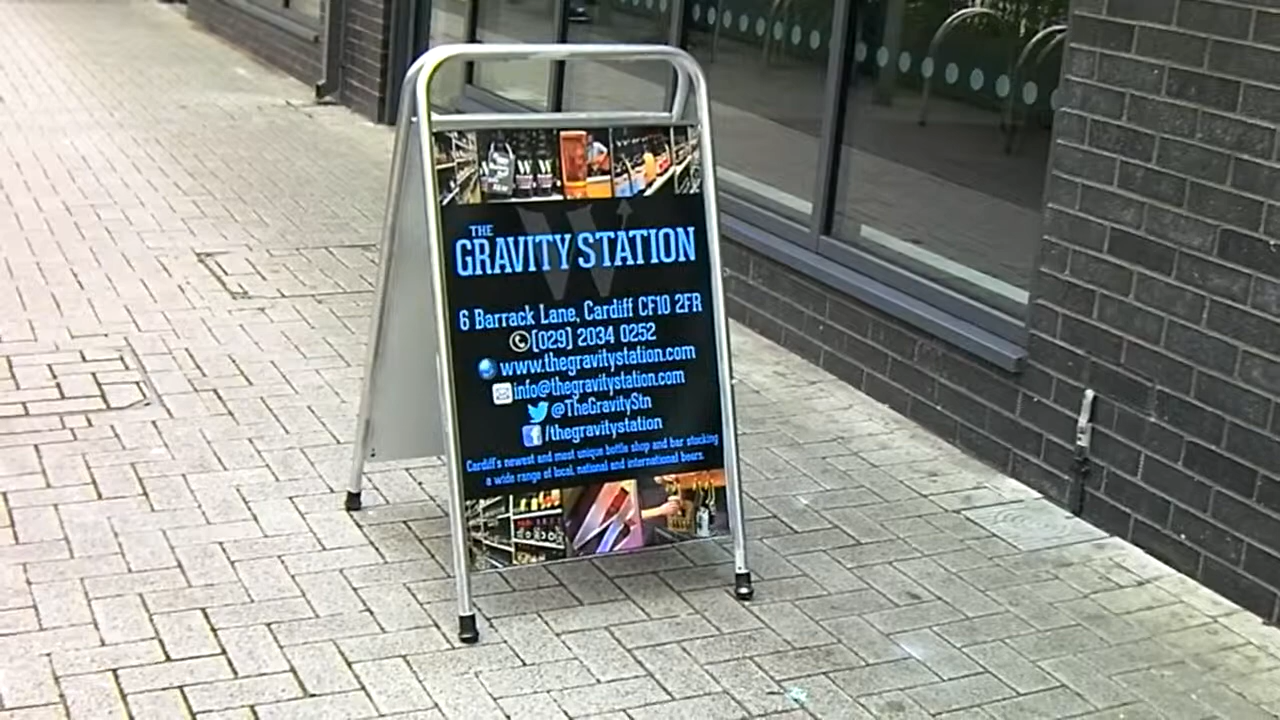 THE
GRAVITY STATION
6 Barrack Lane, Cardiff CF10 2FR
[029] 2034 0252
www.thegravitystation.com
info@thegravitystation.com
@TheGravityStn
/thegravitystation
Cardiff's newest and most unique bottle shop and bar stocking
a wide range of local, national and international beers.